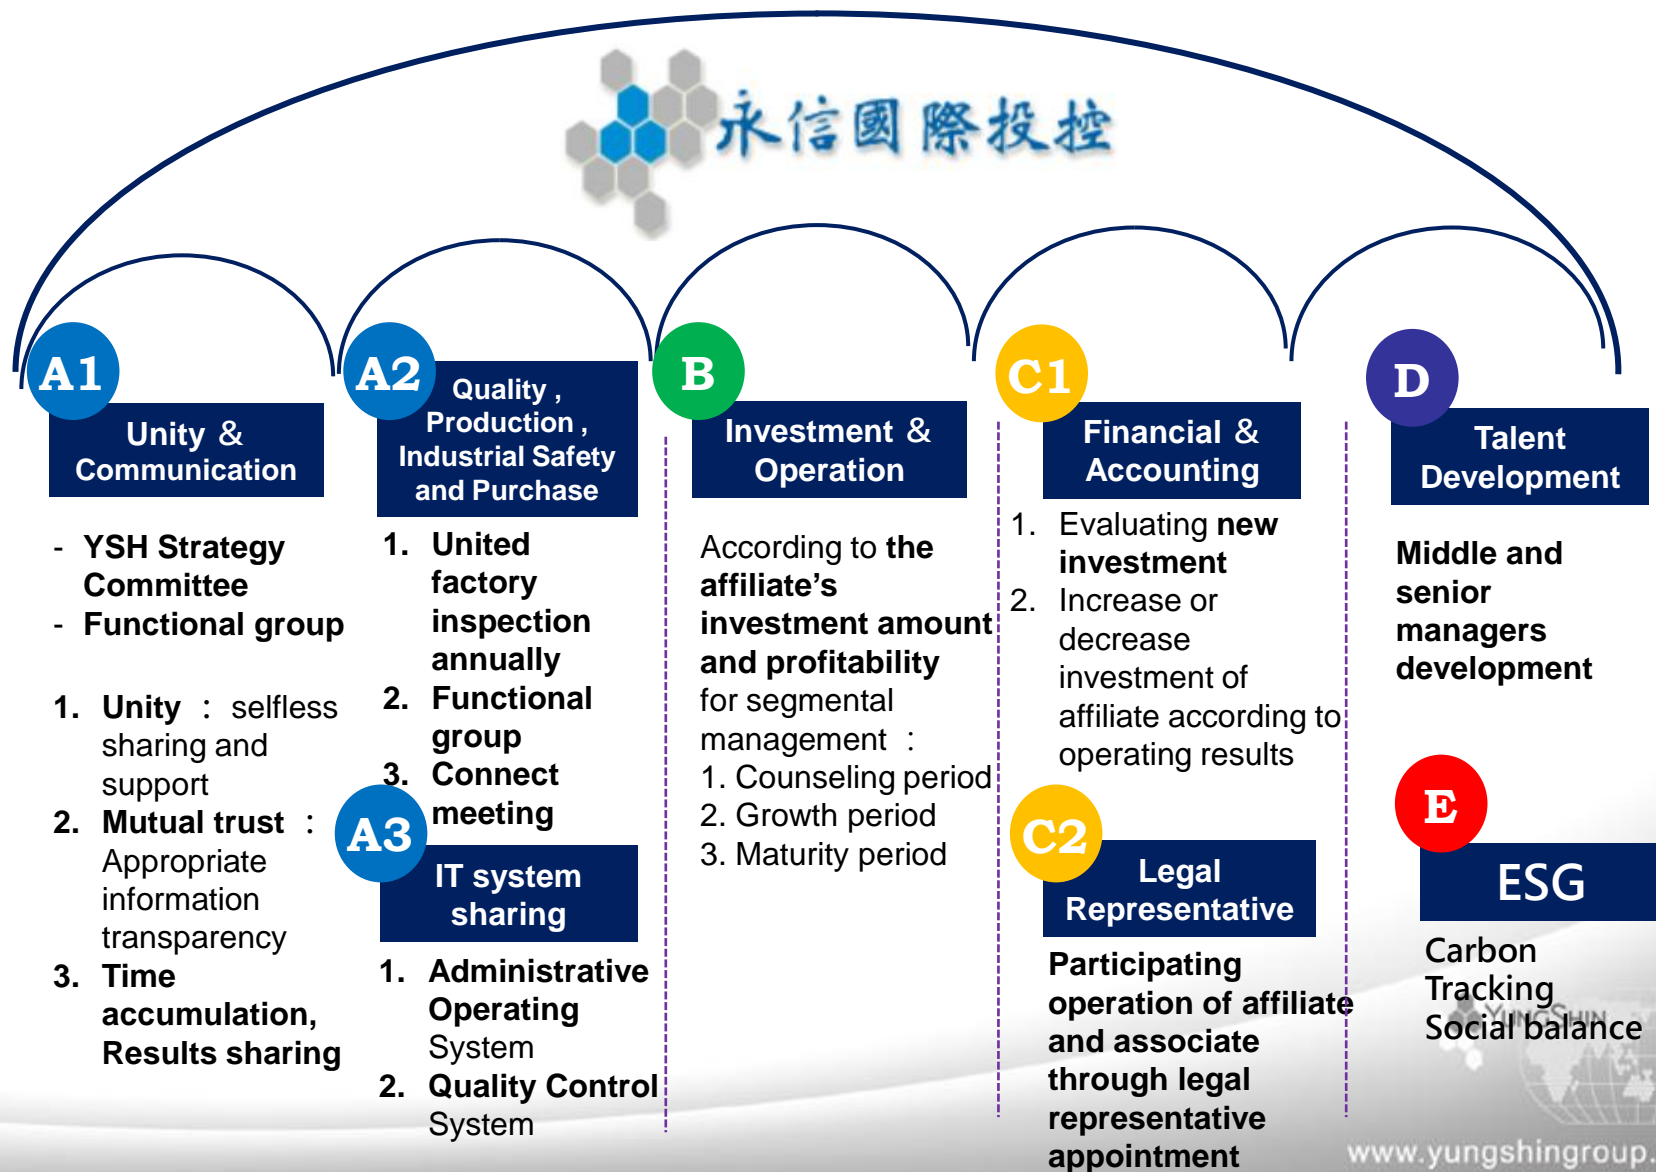 永信國際投控
A1
Unity &
Communication
- YSH Strategy
Committee
- Functional group
1. Unity ： selfless
sharing and
support
2. Mutual trust ：
Appropriate
information
transparency
3. Time
accumulation,
Results sharing
A2
Quality ,
Production ,
Industrial Safety
and Purchase
1. United
factory
inspection
annually
2. Functional
group
3. Connect
meeting
A3
IT system
sharing
1. Administrative
Operating
System
2. Quality Control
System
B
Investment &
Operation
According to the
affiliate’s
investment amount
and profitability
for segmental
management ：
1. Counseling period
2. Growth period
3. Maturity period
C1
Financial &
Accounting
1. Evaluating new
investment
2. Increase or
decrease
investment of
affiliate according to
operating results
C2
Legal
Representative
Participating
operation of affiliate
and associate
through legal
representative
appointment
D
Talent
Development
Middle and
senior
managers
development
E
ESG
Carbon
Tracking
Social balance
YUNGSHIN
www.yungshingroup.